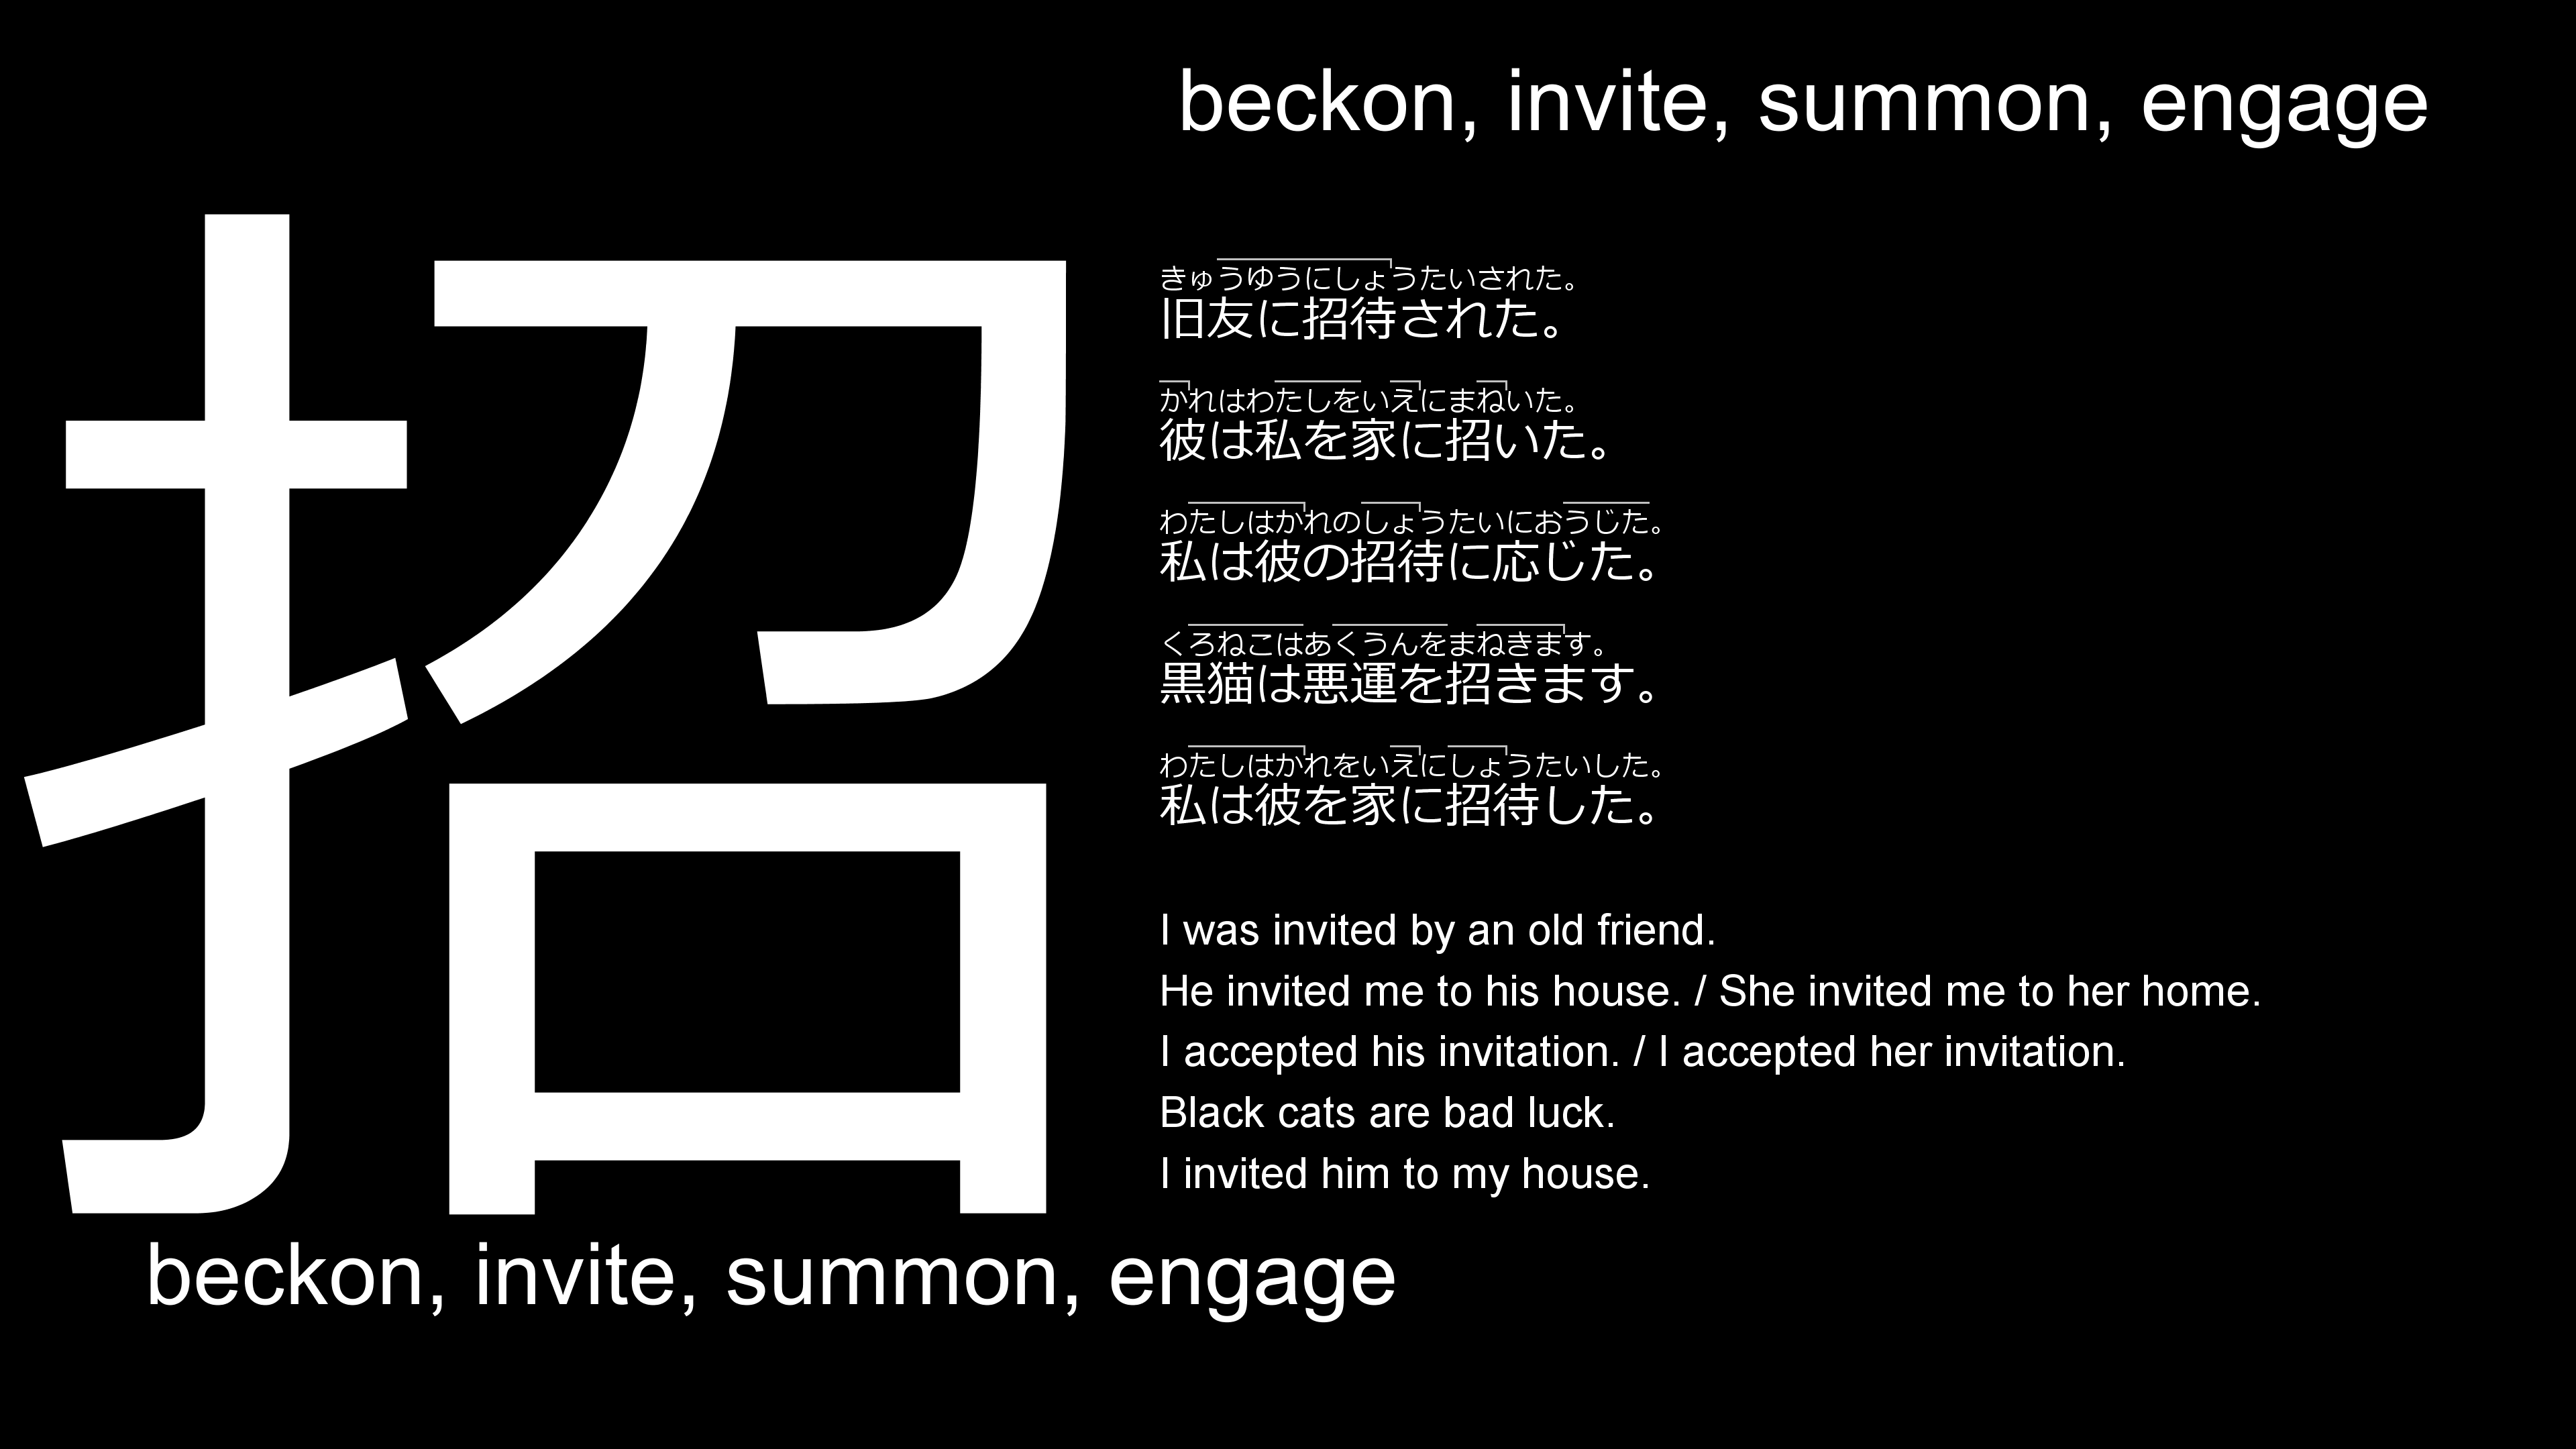 beckon, invite, summon, engage
招
きゅうゆうにしょうたいされた。
旧友に招待された。
かれはわたしをいえにまねいた。
彼は私を家に招いた。
わたしはかれのしょうたいにおうじた。
私は彼の招待に応じた。
くろねこはあくうんをまねきます。
黒猫は悪運を招きます。
わたしはかれをいえにしょうたいした。
私は彼を家に招待した。
I was invited by an old friend.
He invited me to his house. / She invited me to her home.
I accepted his invitation. / I accepted her invitation.
Black cats are bad luck.
I invited him to my house.
beckon, invite, summon, engage